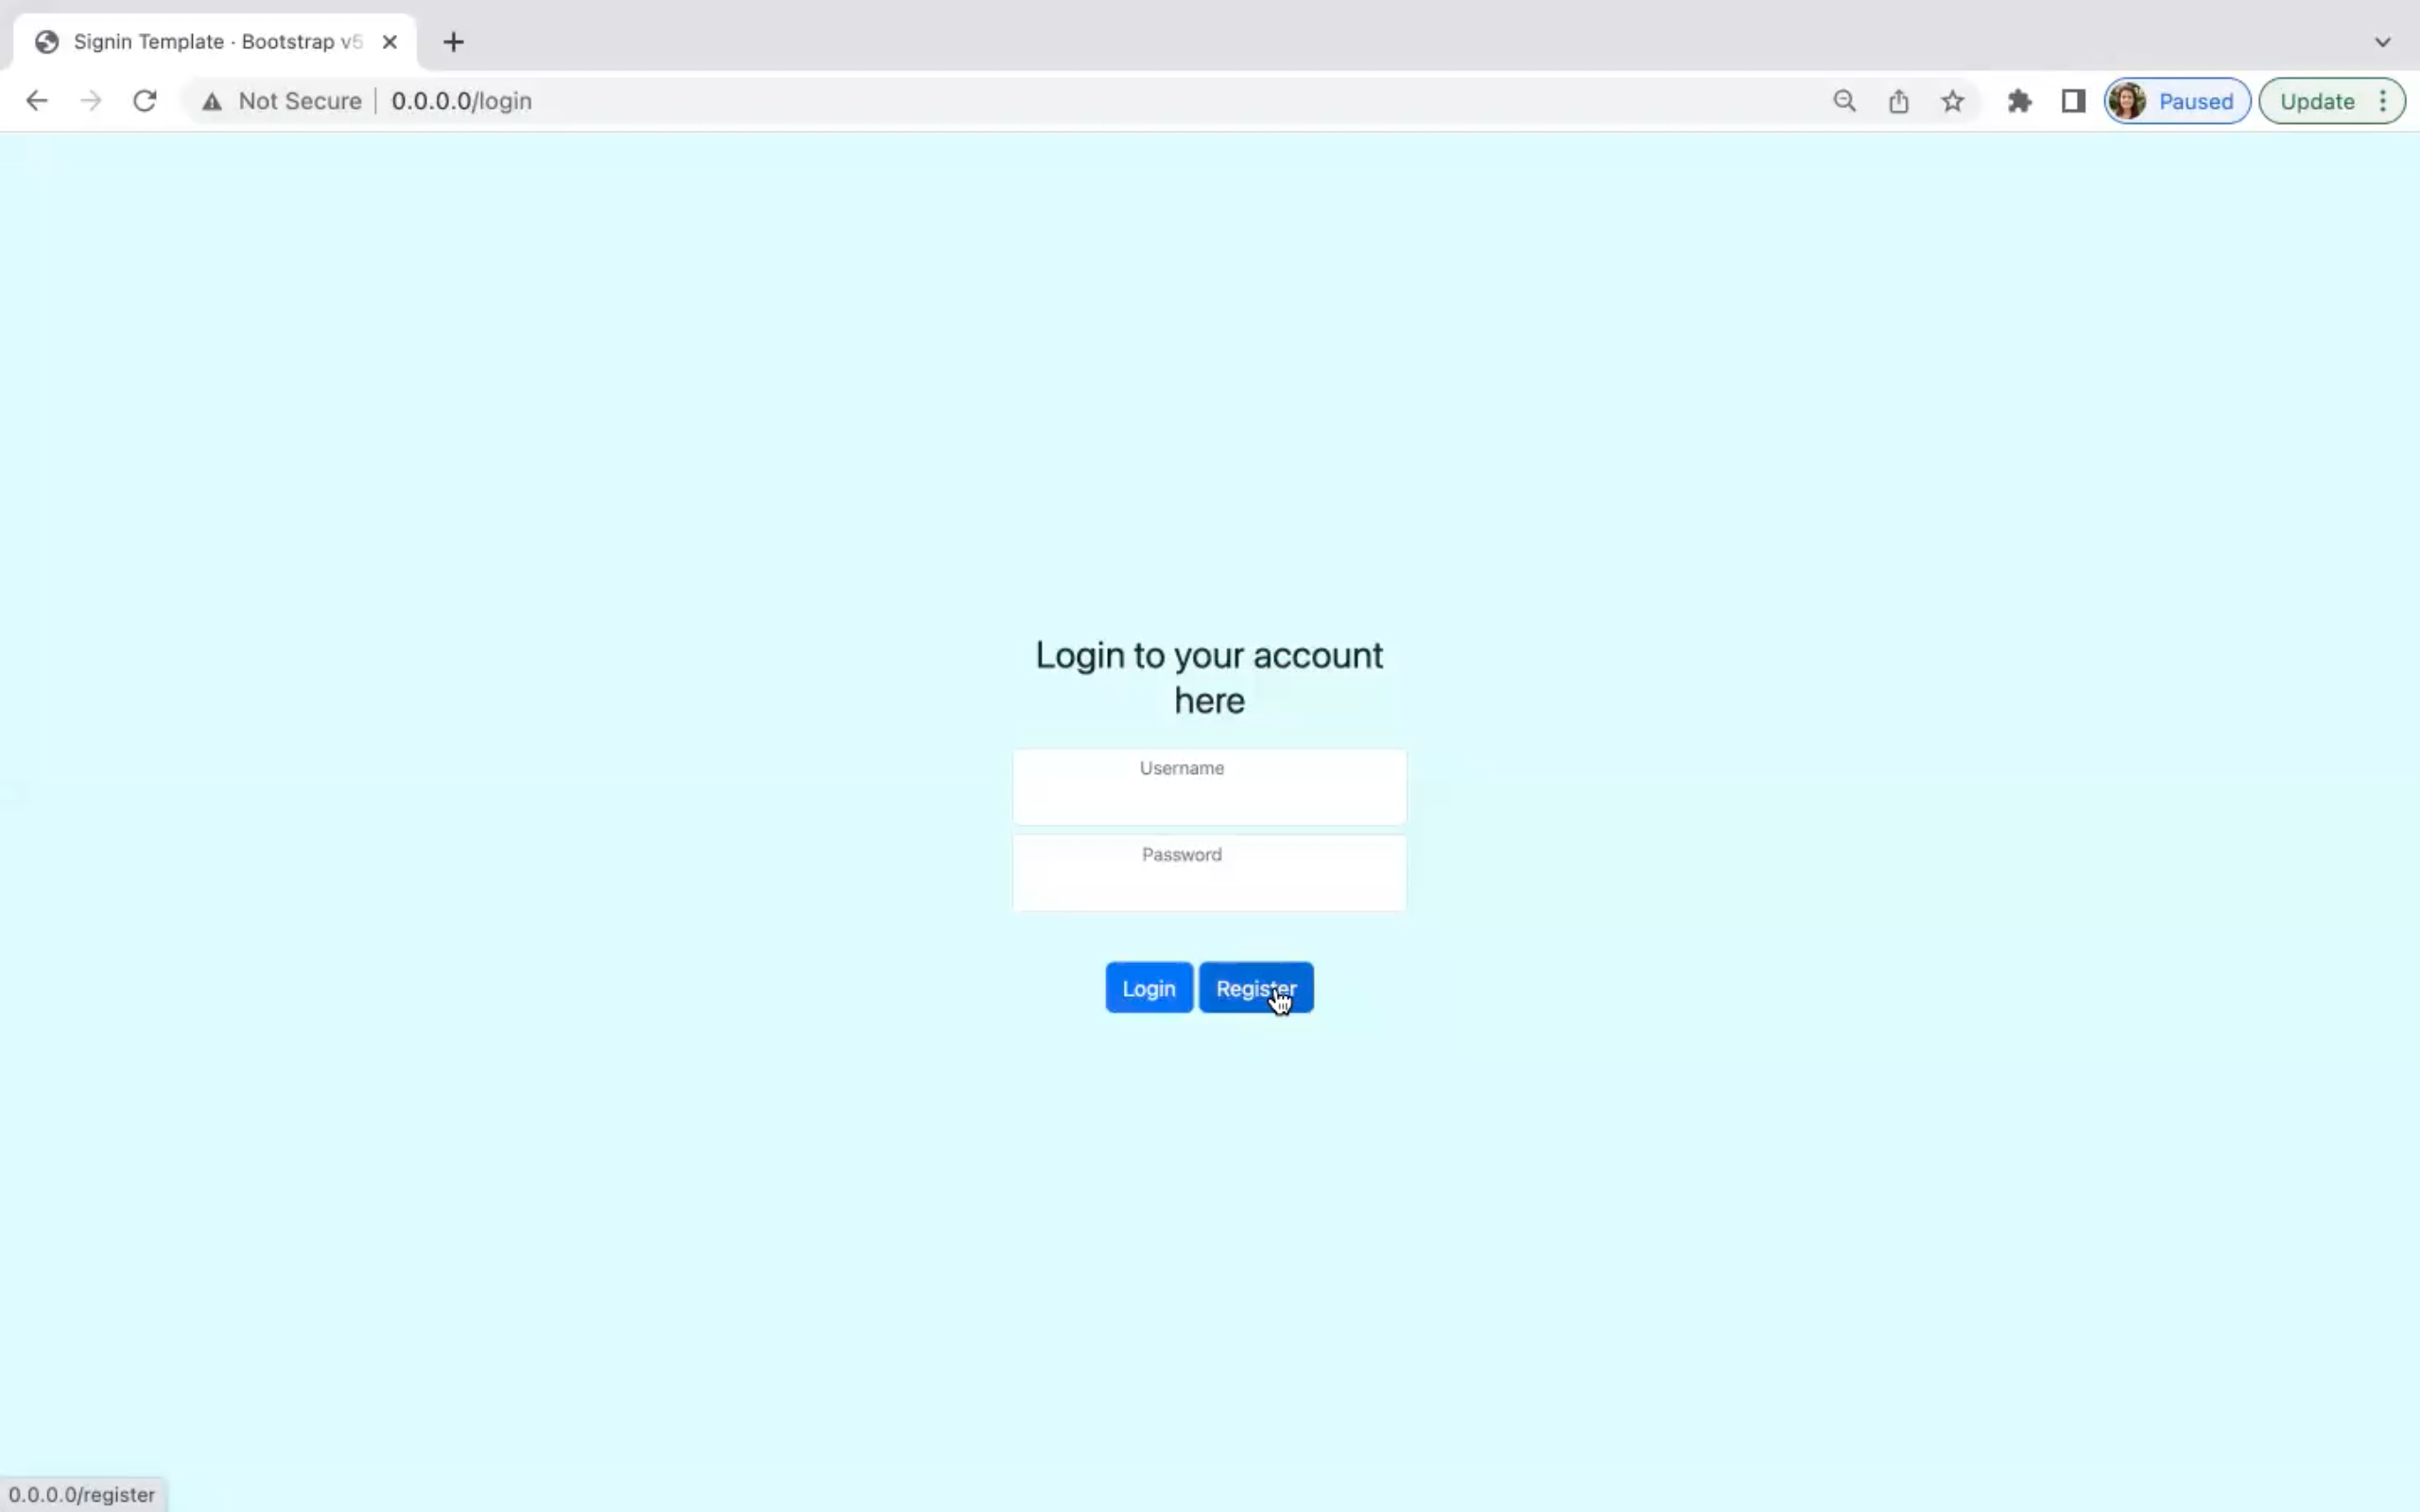 Signin Template · Bootstrap v5
Not Secure
0.0.0.0/login
Paused
Update
Login to your account
here
Username
Password
Login
Register
0.0.0.0/register